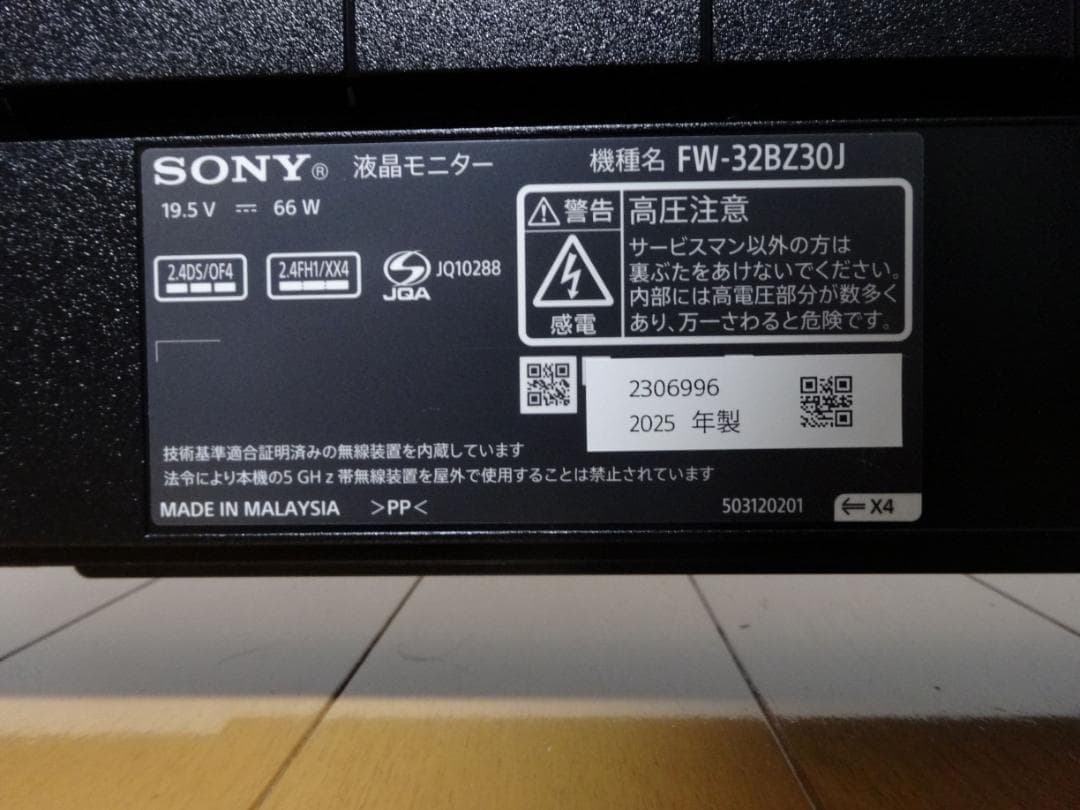 SONY® 液晶モニター 機種名 FW-32BZ30J
19.5 V ⎓ 66 W
2.4DS/OF4 2.4FH1/XX4 JQA JQ10288
⚠警告 高圧注意
感電
サービスマン以外の方は
裏ぶたをあけないでください。
内部には高電圧部分が数多く
あり、万一さわると危険です。
2306996
2025 年製
技術基準適合証明済みの無線装置を内蔵しています
法令により本機の5 GHz帯無線装置を屋外で使用することは禁止されています
MADE IN MALAYSIA >PP< 503120201 ⇐X4